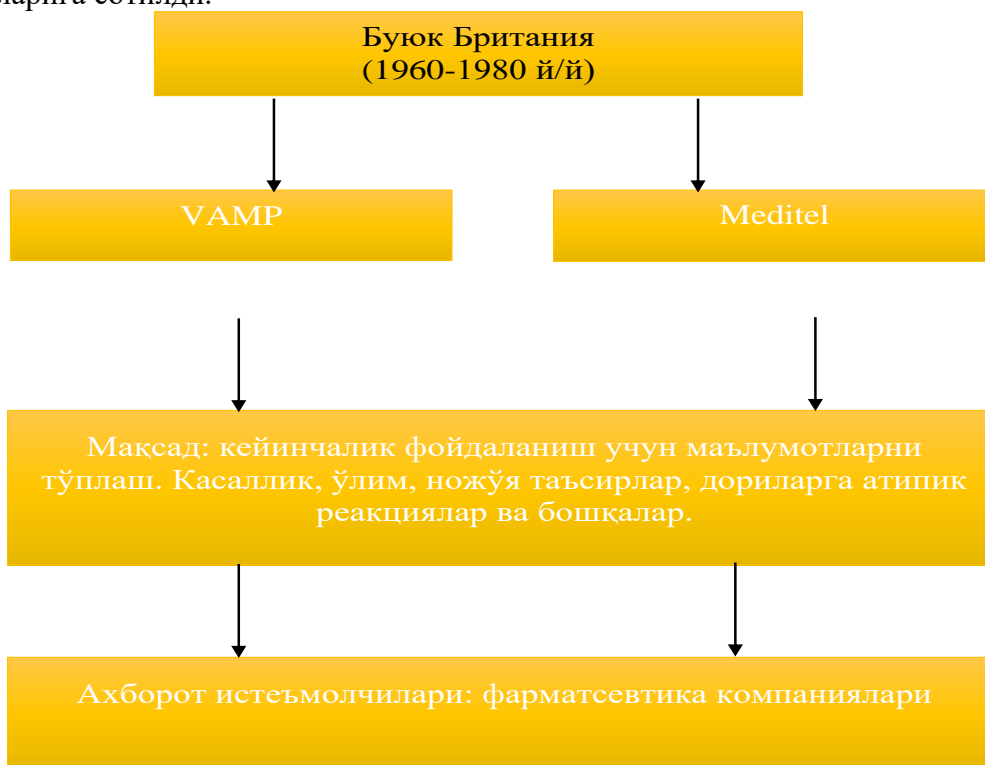 сотилди.
Буюк Британия
(1960-1980 й/й)
VAMP
Meditel
Мақсад: кейинчалик фойдаланиш учун маълумотларни
тўплаш. Касаллик, ўлим, ножўя таъсирлар, дориларга атипик
реакциялар ва бошқалар.
Ахборот истеъмолчилари: фарматсевтика компаниялари